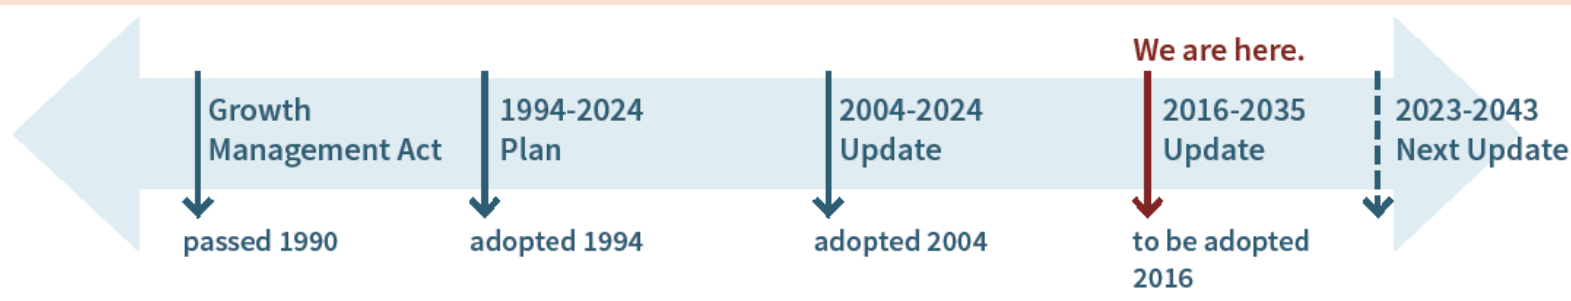 We are here.
Growth
Management Act
1994-2024
Plan
2004-2024
Update
2016-2035
Update
2023-2043
Next Update
passed 1990
adopted 1994
adopted 2004
to be adopted
2016